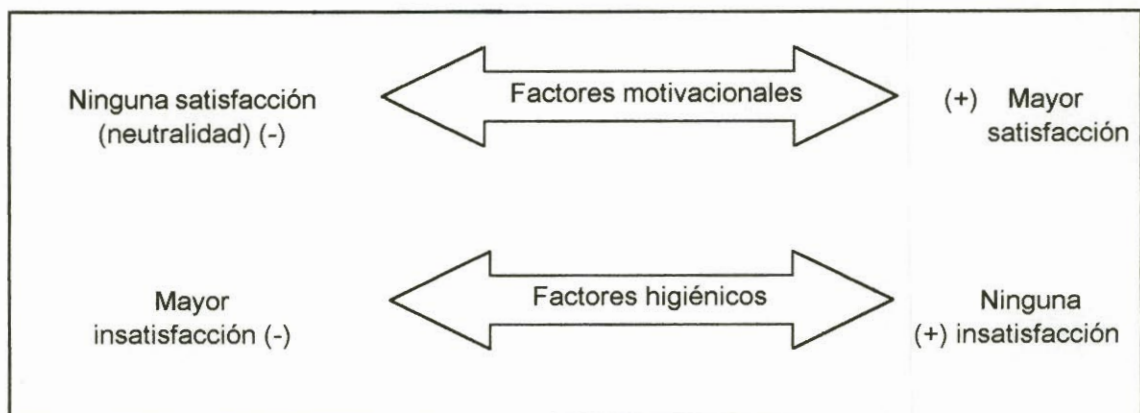 Ninguna satisfacción
(neutralidad) (-)
Factores motivacionales
(+) Mayor
satisfacción
Mayor
insatisfacción (-)
Factores higiénicos
Ninguna
(+) insatisfacción